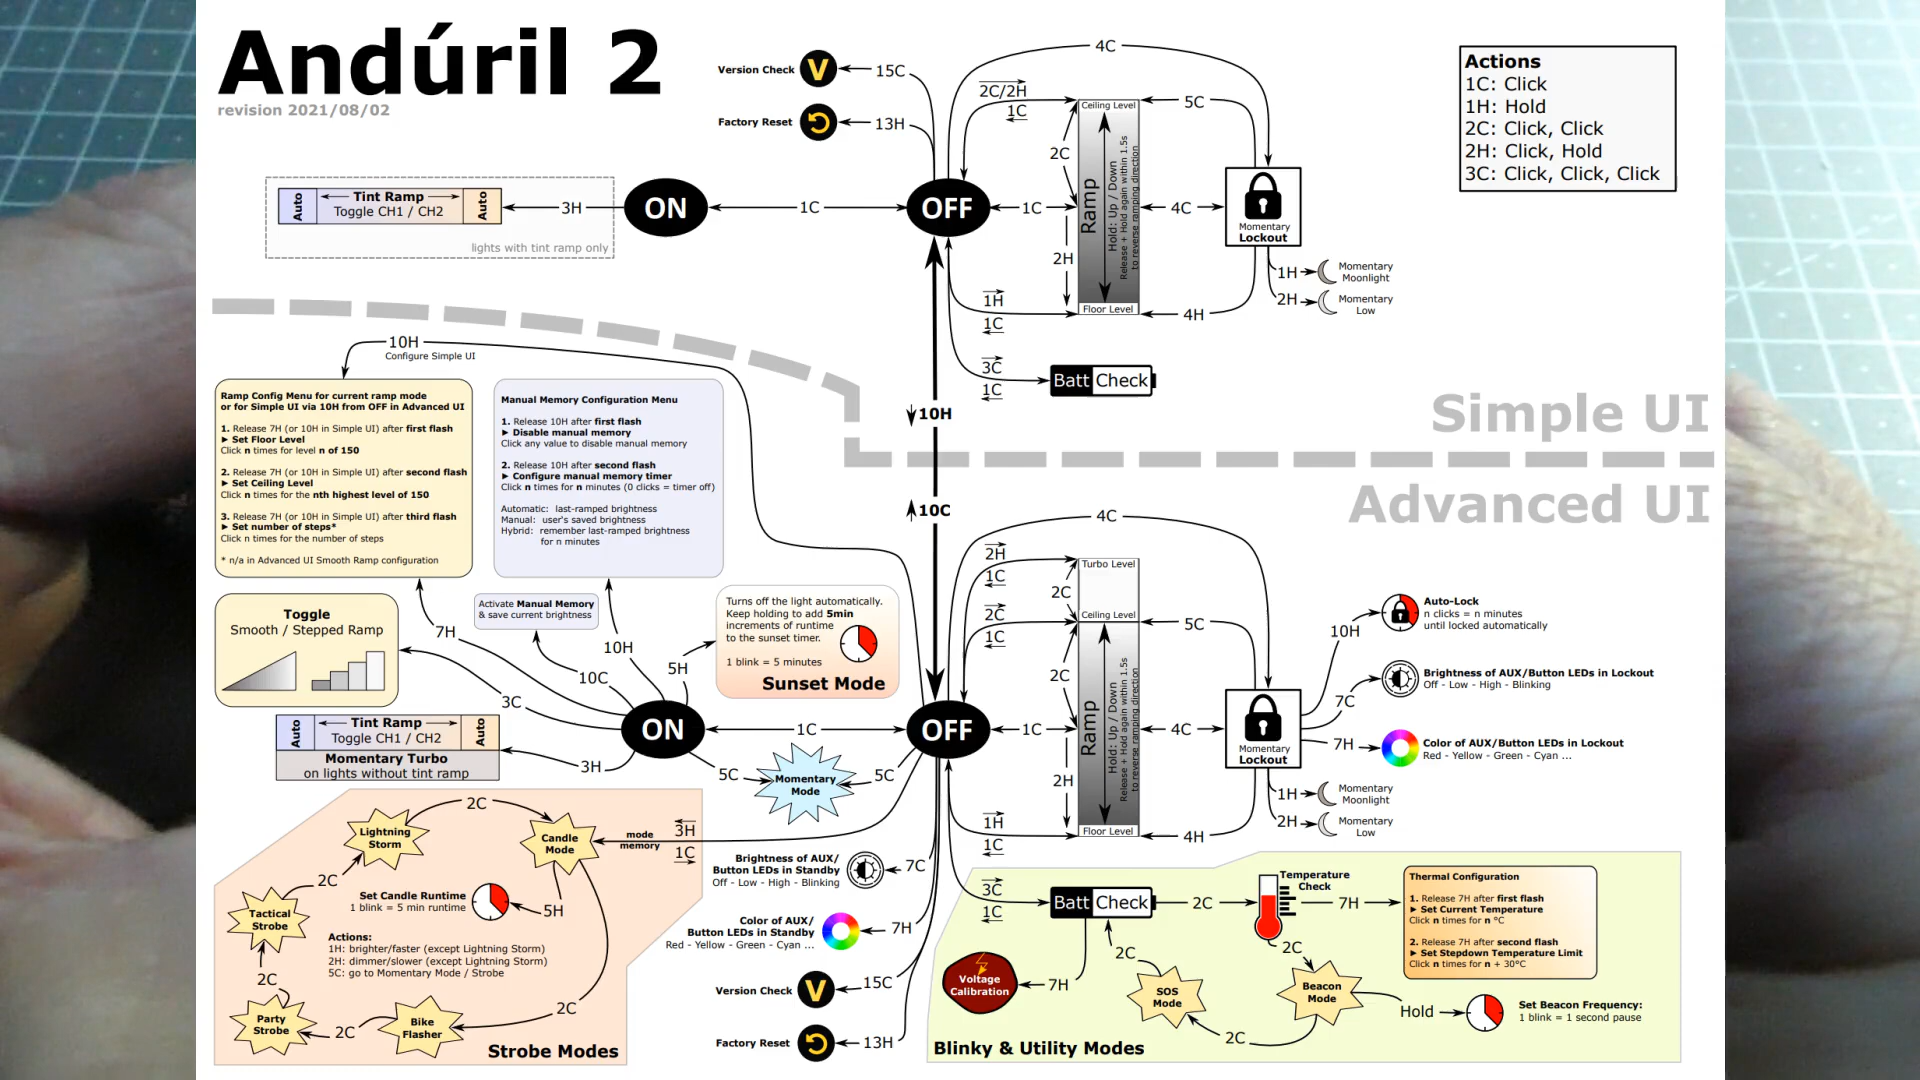 Andúril 2
revision 2021/08/02
Actions
1C: Click
1H: Hold
2C: Click, Click
2H: Click, Hold
3C: Click, Click, Click
Version Check
V
15C
Factory Reset
13H
4C
2C/2H
1C
Ceiling Level
5C
2C
Ramp
Hold: Up / Down
Release + Hold again within 1.5s
to reverse ramping direction
Auto
Tint Ramp
Toggle CH1 / CH2
Auto
3H
ON
1C
OFF
1C
4C
Momentary
Lockout
lights with tint ramp only
2H
1H
Momentary
Moonlight
2H
Momentary
Low
1H
1C
Floor Level
4H
3C
1C
Batt Check
10H
Configure Simple UI
10H
Simple UI
10C
Advanced UI
Ramp Config Menu for current ramp mode
or for Simple UI via 10H from OFF in Advanced UI
1. Release 7H (or 10H in Simple UI) after first flash
► Set Floor Level
Click n times for level n of 150
2. Release 7H (or 10H in Simple UI) after second flash
► Set Ceiling Level
Click n times for the nth highest level of 150
3. Release 7H (or 10H in Simple UI) after third flash
► Set number of steps*
Click n times for the number of steps
* n/a in Advanced UI Smooth Ramp configuration
Manual Memory Configuration Menu
1. Release 10H after first flash
► Disable manual memory
Click any value to disable manual memory
2. Release 10H after second flash
► Configure manual memory timer
Click n times for n minutes (0 clicks = timer off)
Automatic: last-ramped brightness
Manual: user's saved brightness
Hybrid: remember last-ramped brightness
for n minutes
Toggle
Smooth / Stepped Ramp
7H
Activate Manual Memory
& save current brightness
10H
10C
3C
5H
Turns off the light automatically.
Keep holding to add 5min
increments of runtime
to the sunset timer.
1 blink = 5 minutes
Sunset Mode
4C
2H
1C
Turbo Level
2C
2C
1C
Ceiling Level
5C
2C
Ramp
Hold: Up / Down
Release + Hold again within 1.5s
to reverse ramping direction
10H
Auto-Lock
n clicks = n minutes
until locked automatically
7C
Brightness of AUX/Button LEDs in Lockout
Off - Low - High - Blinking
7H
Color of AUX/Button LEDs in Lockout
Red - Yellow - Green - Cyan ...
Auto
Tint Ramp
Toggle CH1 / CH2
Auto
Momentary Turbo
on lights without tint ramp
3H
ON
1C
OFF
1C
4C
Momentary
Lockout
5C
Momentary
Mode
5C
2H
1H
Momentary
Moonlight
2H
Momentary
Low
1H
1C
Floor Level
4H
2C
Lightning
Storm
Candle
Mode
mode
memory
3H
1C
2C
Set Candle Runtime
1 blink = 5 min runtime
5H
Tactical
Strobe
Actions:
1H: brighter/faster (except Lightning Storm)
2H: dimmer/slower (except Lightning Storm)
5C: go to Momentary Mode / Strobe
2C
Party
Strobe
2C
Bike
Flasher
2C
Strobe Modes
Brightness of AUX/
Button LEDs in Standby
Off - Low - High - Blinking
7C
Color of AUX/
Button LEDs in Standby
Red - Yellow - Green - Cyan ...
7H
Version Check
V
15C
Factory Reset
13H
3C
1C
Batt Check
2C
Temperature
Check
7H
Thermal Configuration
1. Release 7H after first flash
► Set Current Temperature
Click n times for n °C
2. Release 7H after second flash
► Set Stepdown Temperature Limit
Click n times for n + 30°C
Voltage
Calibration
7H
2C
SOS
Mode
2C
Beacon
Mode
2C
Hold
Set Beacon Frequency:
1 blink = 1 second pause
Blinky & Utility Modes